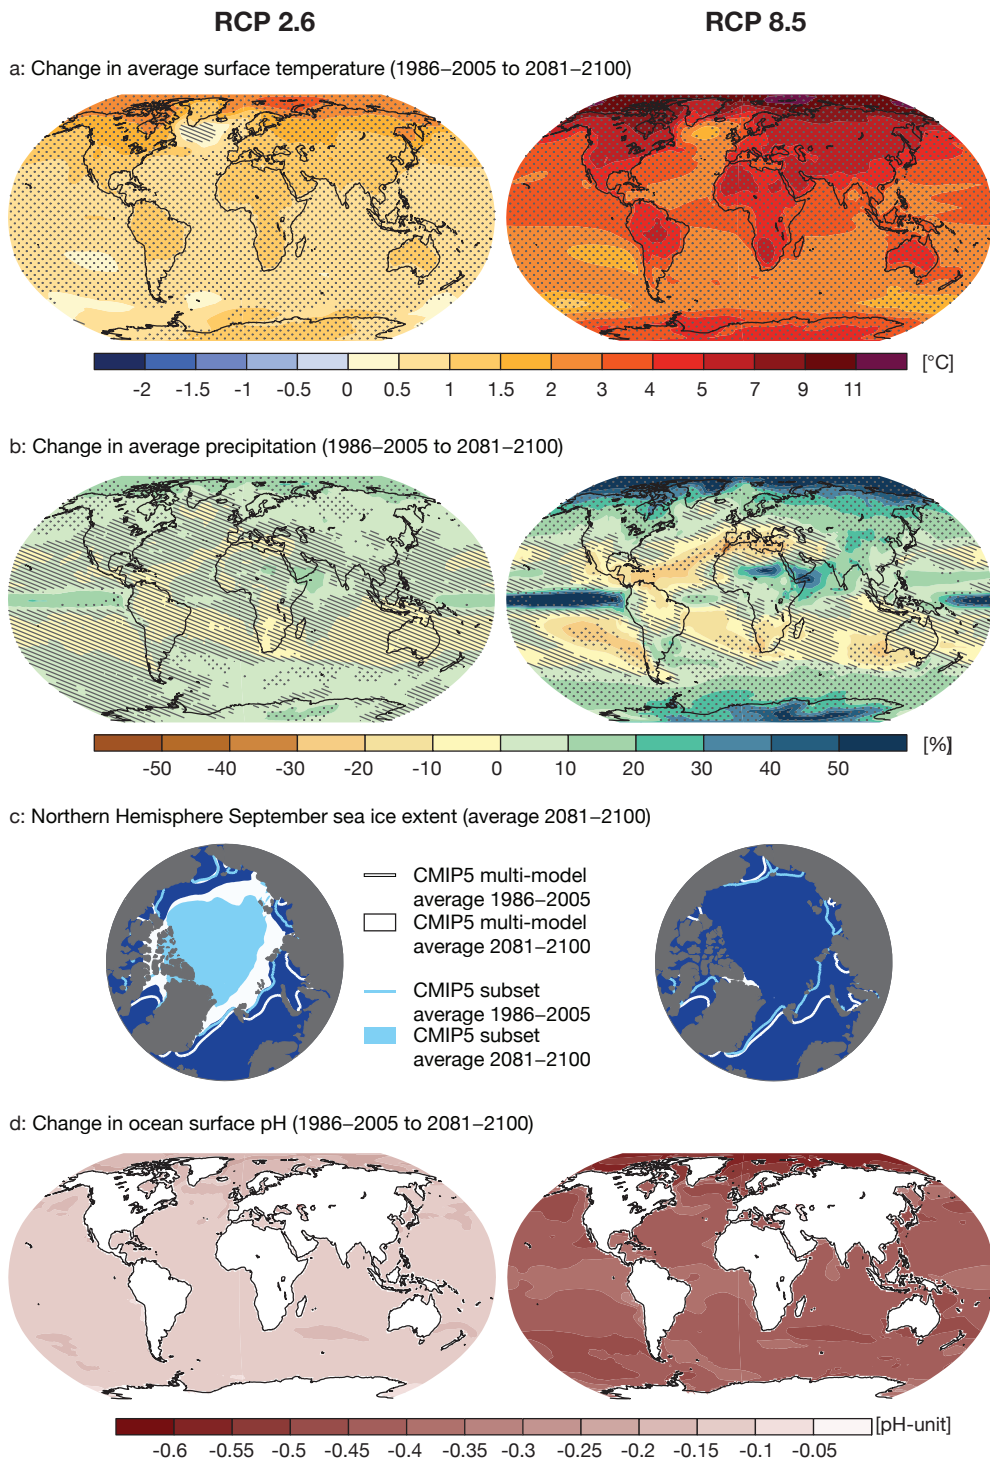 RCP 2.6 RCP 8.5
a: Change in average surface temperature (1986–2005 to 2081–2100)
[°C]
-2 -1.5 -1 -0.5 0 0.5 1 1.5 2 3 4 5 7 9 11
b: Change in average precipitation (1986–2005 to 2081–2100)
[%]
-50 -40 -30 -20 -10 0 10 20 30 40 50
c: Northern Hemisphere September sea ice extent (average 2081–2100)
CMIP5 multi-model
average 1986–2005
CMIP5 multi-model
average 2081–2100
CMIP5 subset
average 1986–2005
CMIP5 subset
average 2081–2100
d: Change in ocean surface pH (1986–2005 to 2081–2100)
[pH-unit]
-0.6 -0.55 -0.5 -0.45 -0.4 -0.35 -0.3 -0.25 -0.2 -0.15 -0.1 -0.05